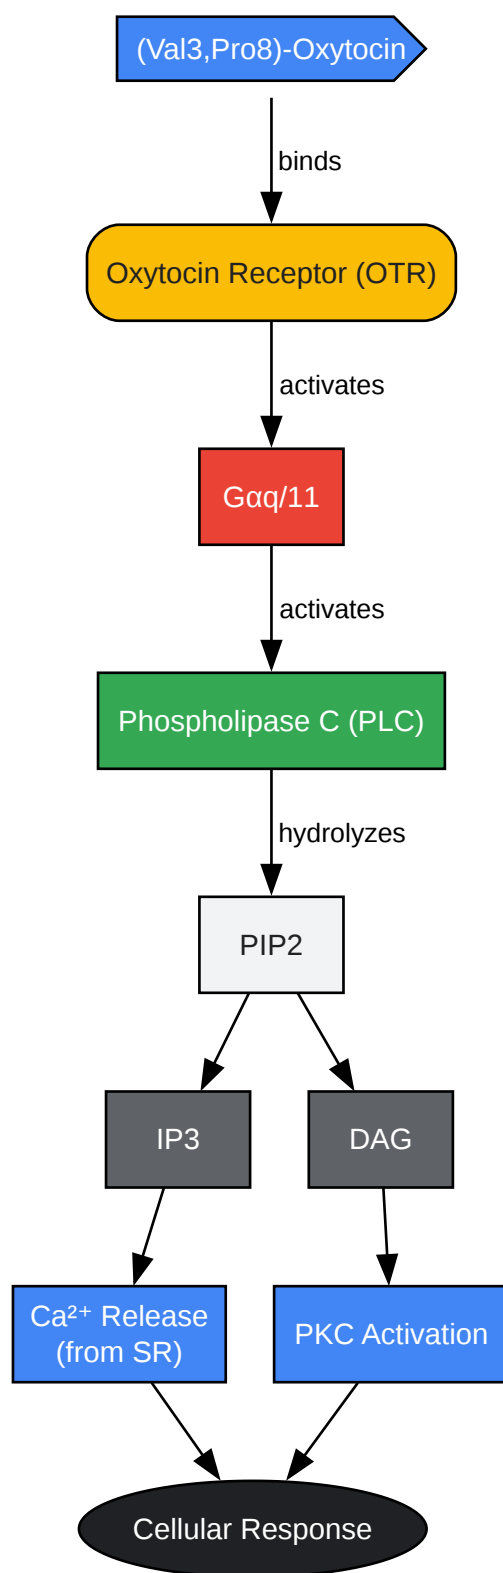 (Val3,Pro8)-Oxytocin
binds
Oxytocin Receptor (OTR)
activates
Gαq/11
activates
Phospholipase C (PLC)
hydrolyzes
PIP2
IP3
DAG
Ca²⁺ Release
(from SR)
PKC Activation
Cellular Response